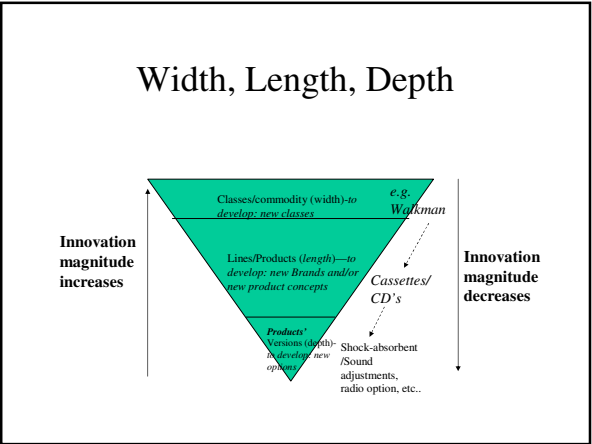 Width, Length, Depth
Classes/commodity (width)-to
develop: new classes
e.g.
Walkman
Innovation
magnitude
increases
Lines/Products (length)—to
develop: new Brands and/or
new product concepts
Cassettes/
CD's
Innovation
magnitude
decreases
Products'
Versions (depth)-
to develop: new
options
Shock-absorbent
/Sound
adjustments,
radio option, etc..